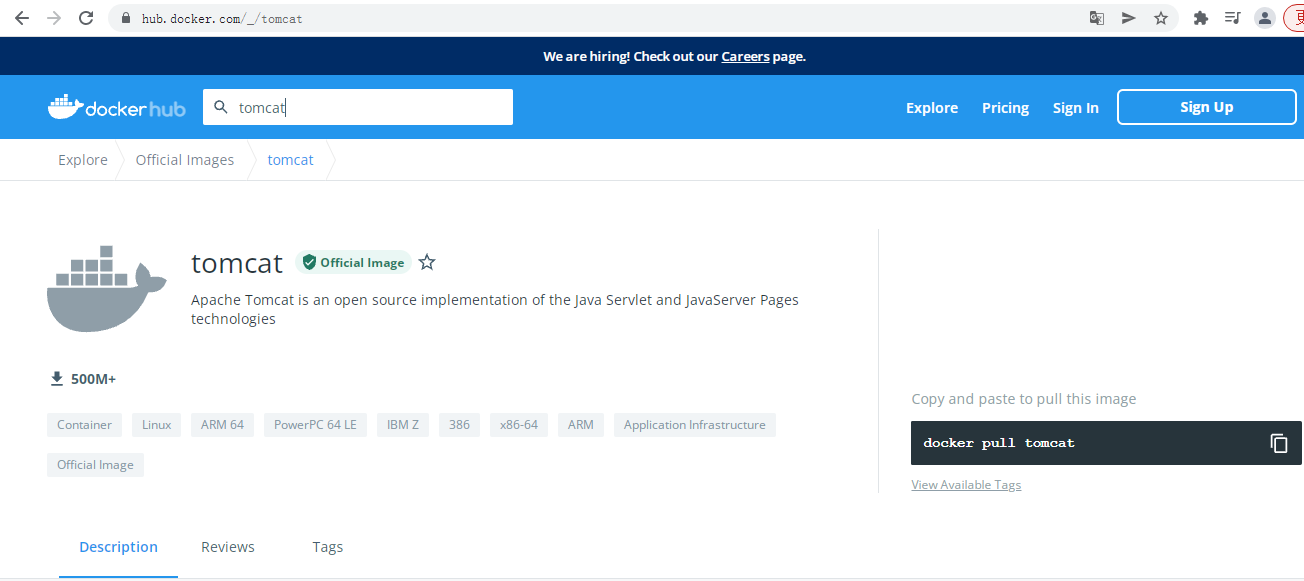 hub.docker.com/_/tomcat
We are hiring! Check out our Careers page.
dockerhub
tomcat
Explore Pricing Sign In Sign Up
Explore Official Images tomcat
tomcat Official Image
Apache Tomcat is an open source implementation of the Java Servlet and JavaServer Pages
technologies
500M+
Copy and paste to pull this image
Container Linux ARM 64 PowerPC 64 LE IBM Z 386 x86-64 ARM Application Infrastructure
docker pull tomcat
Official Image
View Available Tags
Description Reviews Tags